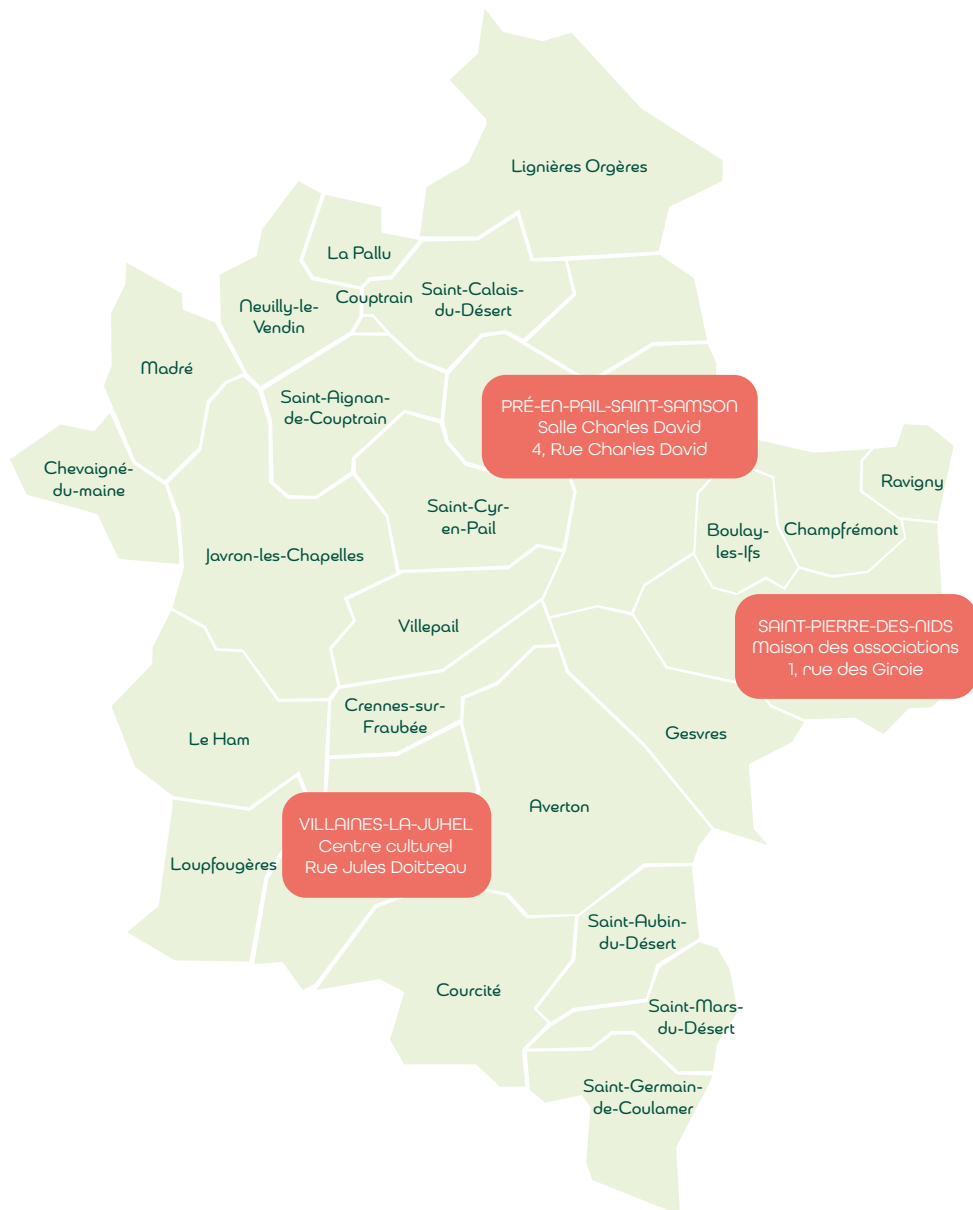 Lignières Orgères
La Pallu
Couptrain
Saint-Calais-
du-Désert
Neuilly-le-
Vendin
Madré
Saint-Aignan-
de-Couptrain
PRÉ-EN-PAIL-SAINT-SAMSON
Salle Charles David
4, Rue Charles David
Chevaigné-
du-maine
Ravigny
Saint-Cyr-
en-Pail
Boulay-
les-Ifs
Champfrémont
Javron-les-Chapelles
Villepail
SAINT-PIERRE-DES-NIDS
Maison des associations
1, rue des Giroie
Crennes-sur-
Fraubée
Le Ham
Gesvres
Averton
VILLAINES-LA-JUHEL
Centre culturel
Rue Jules Doitteau
Loupfougères
Saint-Aubin-
du-Désert
Courcité
Saint-Mars-
du-Désert
Saint-Germain-
de-Coulamer